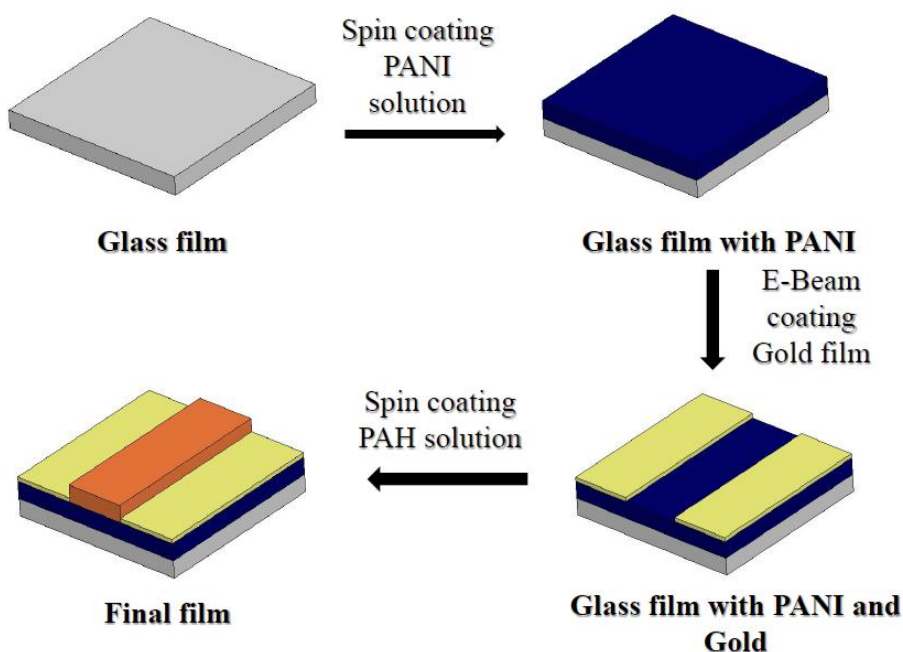 Spin coating
PANI
solution
Glass film
Glass film with PANI
E-Beam
coating
Gold film
Spin coating
PAH solution
Final film
Glass film with PANI and
Gold